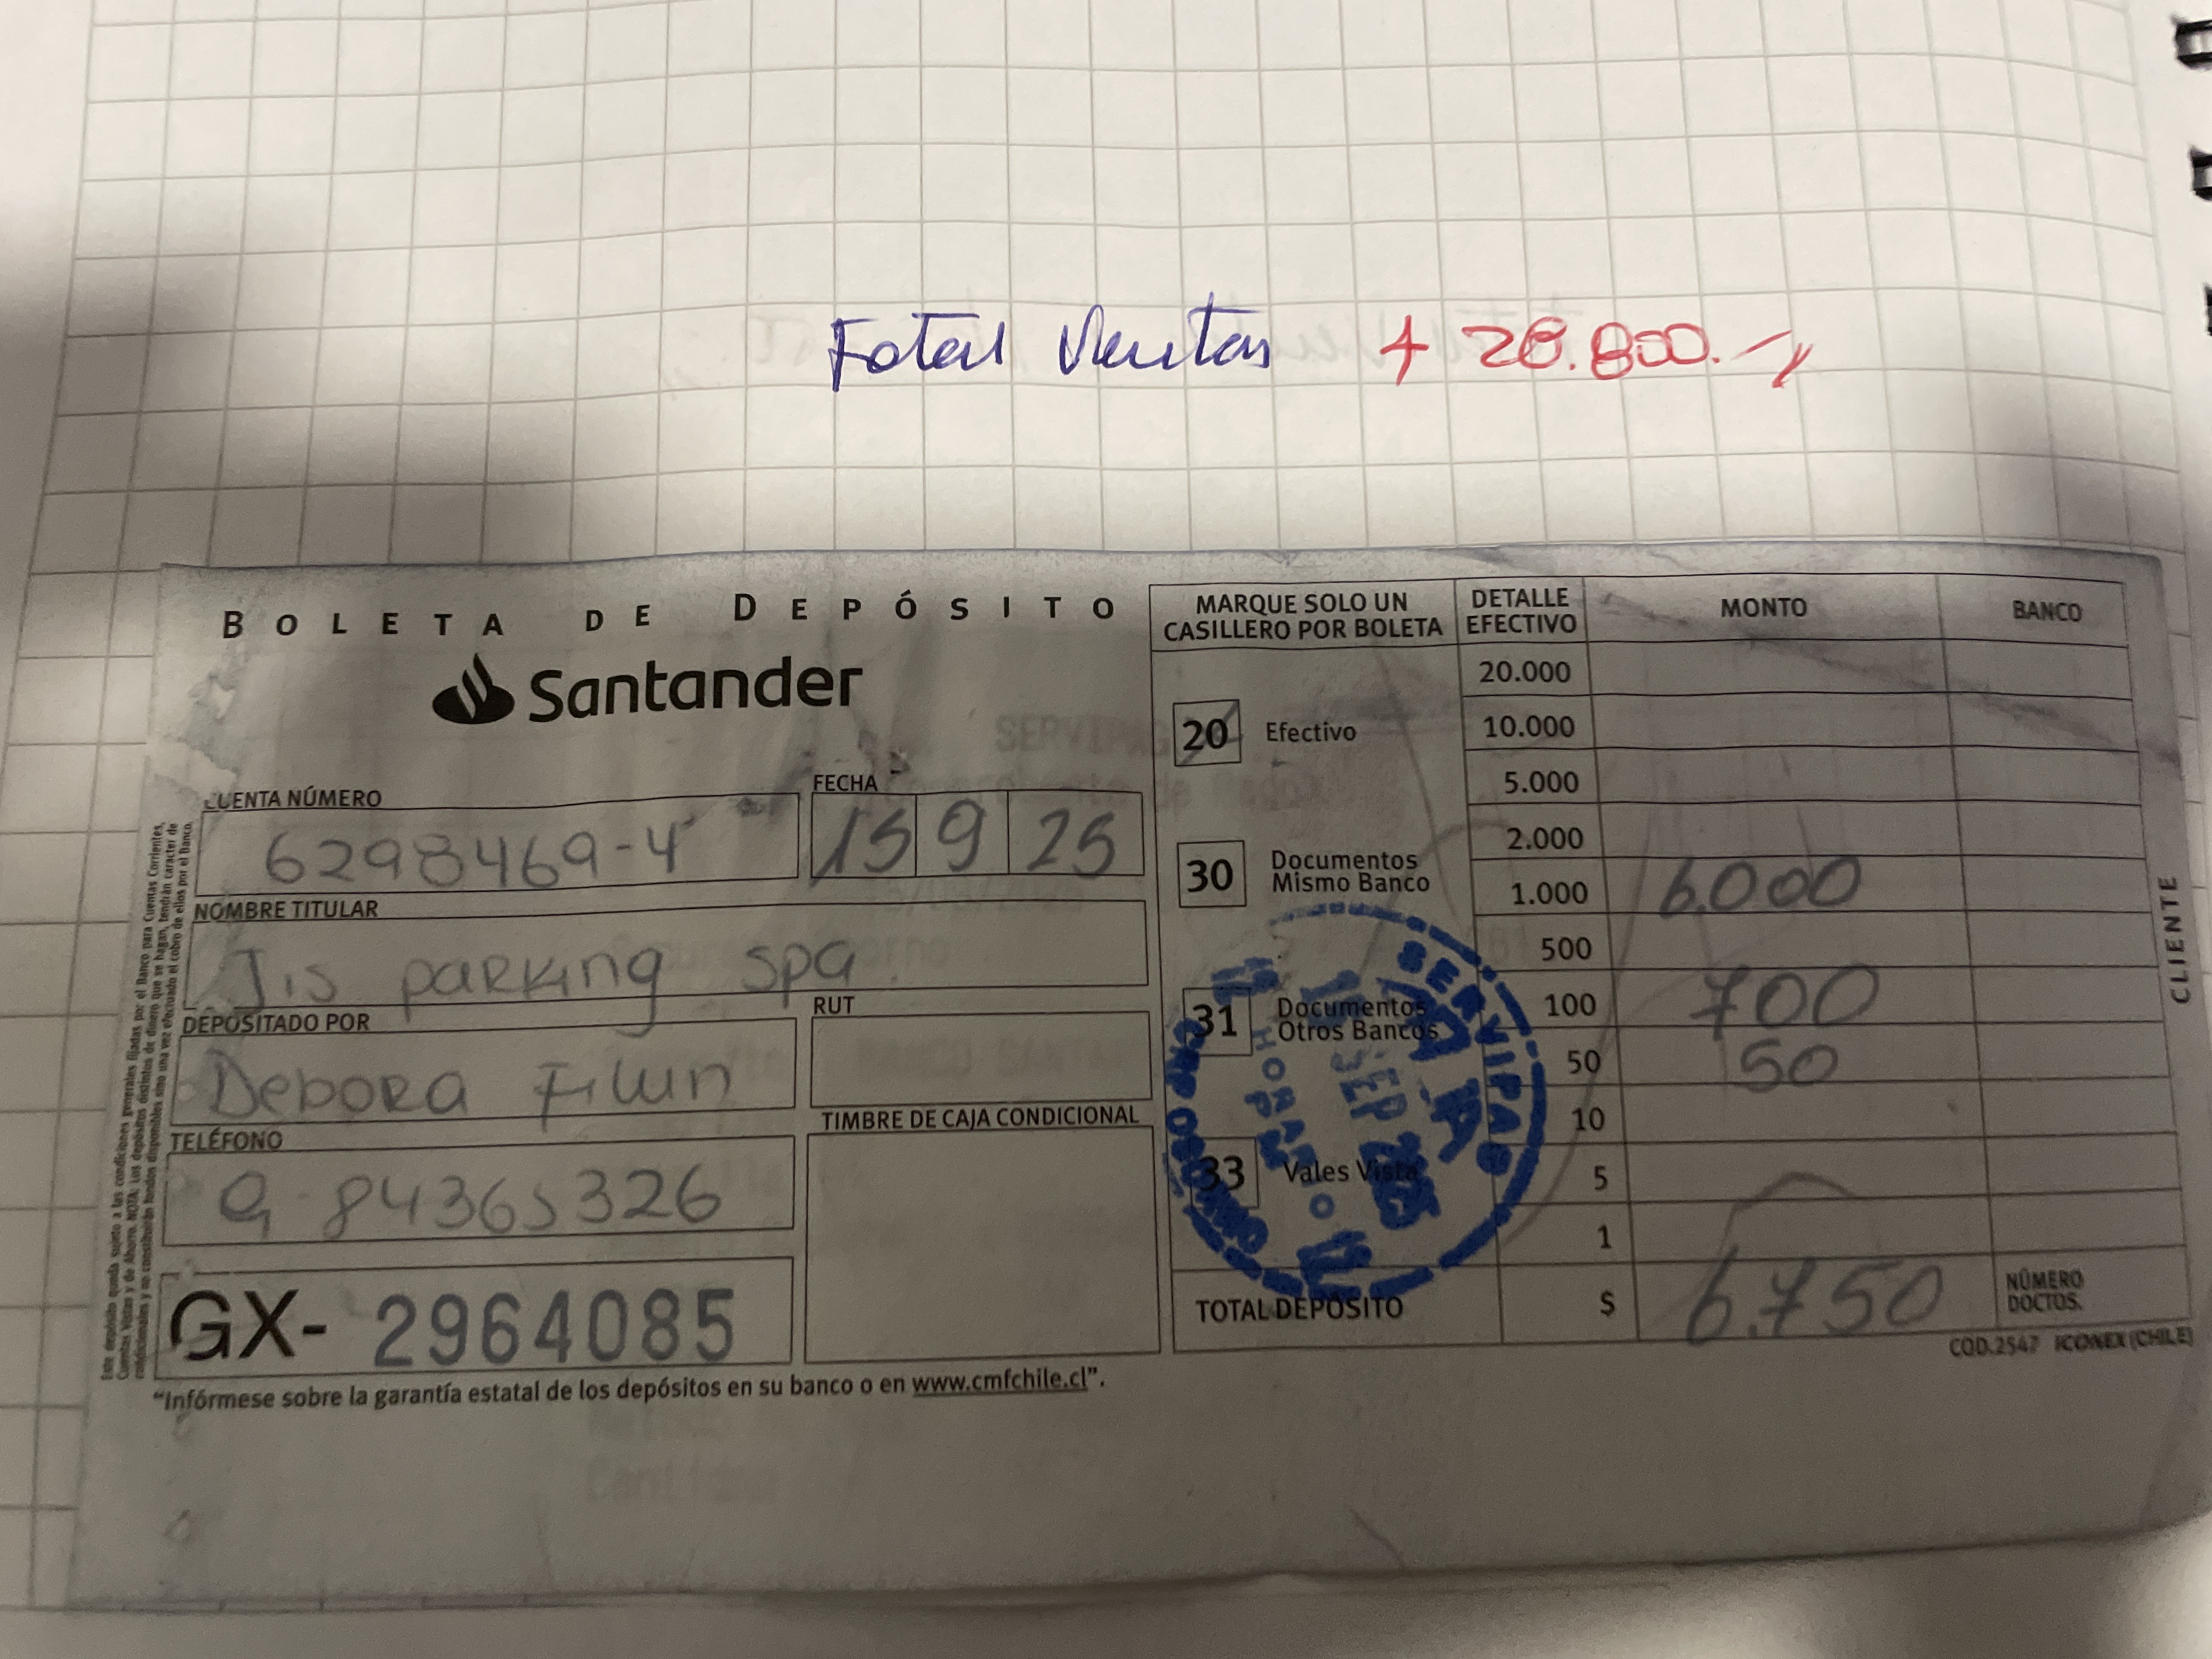 Total Ventas + 28.800.-
BOLETA DE DEPÓSITO
Santander
CUENTA NÚMERO
6298469-4
FECHA
15 9 25
NOMBRE TITULAR
Jis parking spa
DEPOSITADO POR
Debora Filun
RUT
TELÉFONO
9 84365326
TIMBRE DE CAJA CONDICIONAL
GX- 2964085
"Infórmese sobre la garantía estatal de los depósitos en su banco o en www.cmfchile.cl".
MARQUE SOLO UN
CASILLERO POR BOLETA
20 Efectivo
30 Documentos
Mismo Banco
31 Documentos
Otros Bancos
33 Vales Vista
DETALLE
EFECTIVO
MONTO
BANCO
20.000
10.000
5.000
2.000
1.000 6.000
500
100 700
50 50
10
5
1
TOTAL DEPÓSITO $ 6.750
NÚMERO
DOCTOS.
COD.2547 ICONEX (CHILE)
CLIENTE
SERVIPAG
SEP
HORARIO